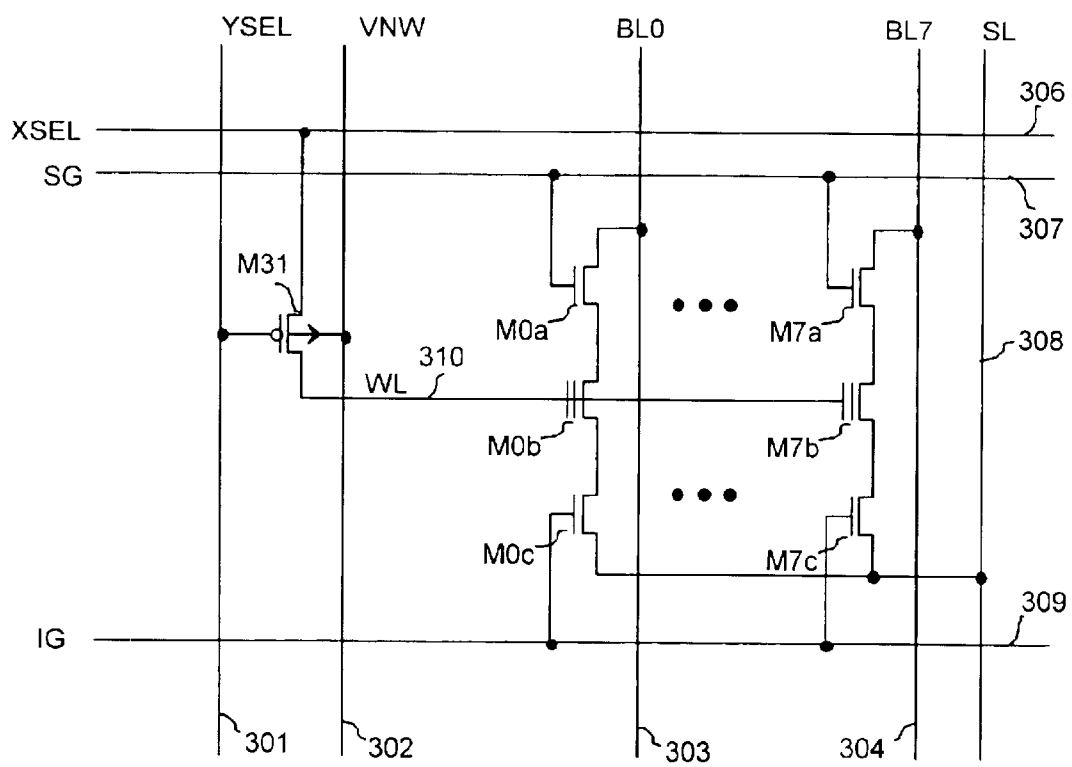 YSEL VNW BL0 BL7 SL
306
XSEL
SG
307
M31
M0a M7a
308
310
WL
M0b M7b
M0c M7c
309
IG
301 302 303 304